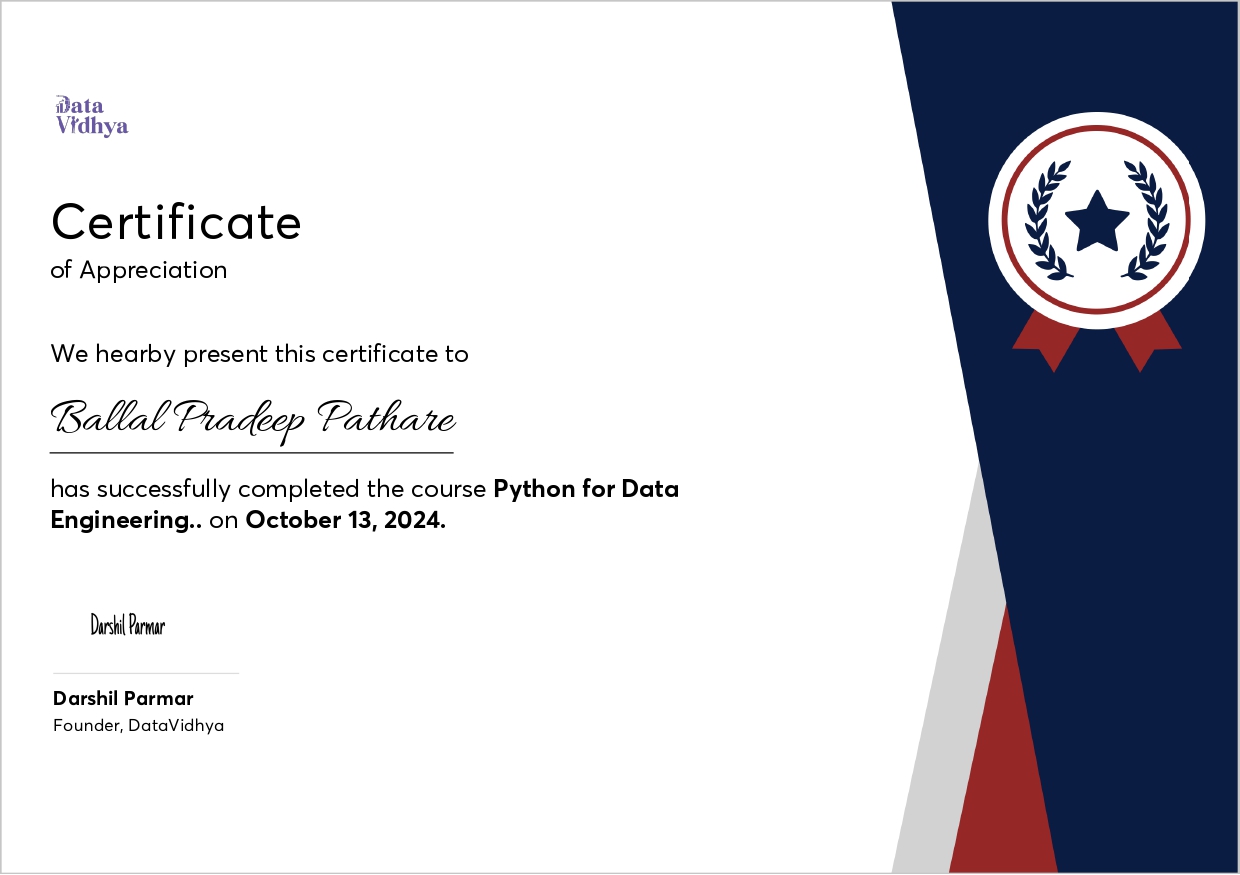 Data
Vidhya
Certificate
of Appreciation
We hearby present this certificate to
Ballal Pradeep Pathare
has successfully completed the course Python for Data
Engineering.. on October 13, 2024.
Darshil Parmar
Darshil Parmar
Founder, DataVidhya